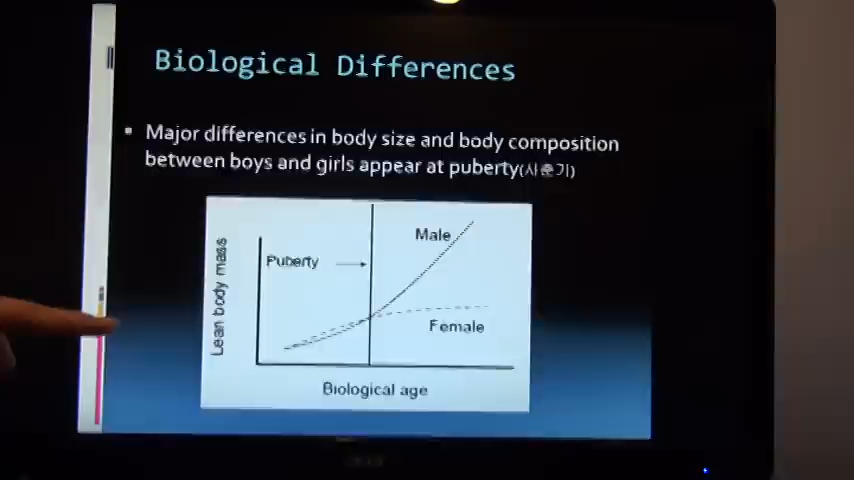 Biological Differences
Major differences in body size and body composition
between boys and girls appear at puberty(사춘기)
Male
Puberty
Lean body mass
Female
Biological age